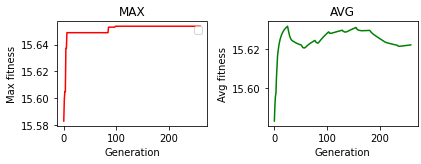 MAX
Max fitness
15.64
15.62
15.60
15.58
0
100
200
Generation
AVG
Avg fitness
15.62
15.60
0
100
200
Generation